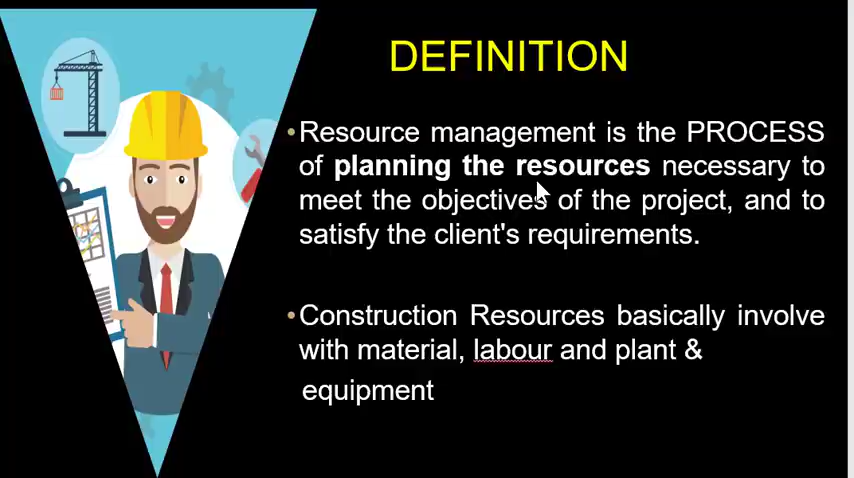 DEFINITION
•Resource management is the PROCESS
of planning the resources necessary to
meet the objectives of the project, and to
satisfy the client's requirements.
•Construction Resources basically involve
with material, labour and plant &
equipment